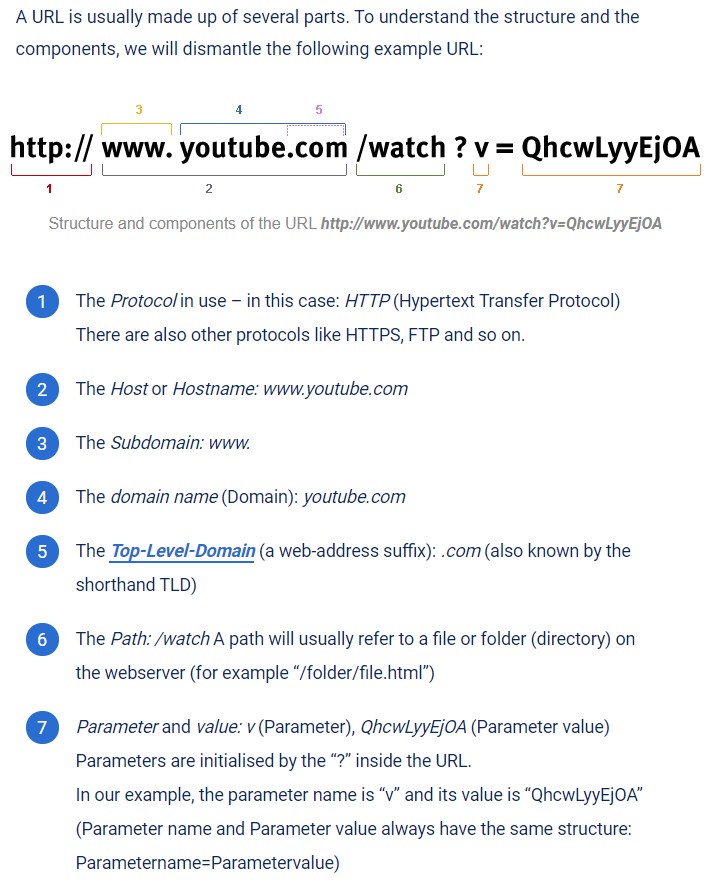 A URL is usually made up of several parts. To understand the structure and the
components, we will dismantle the following example URL:
3 4 5
http:// www. youtube.com /watch ? v = QhcwLyyEjOA
1 2 6 7 7
Structure and components of the URL http://www.youtube.com/watch?v=QhcwLyyEjOA
1 The Protocol in use – in this case: HTTP (Hypertext Transfer Protocol)
There are also other protocols like HTTPS, FTP and so on.
2 The Host or Hostname: www.youtube.com
3 The Subdomain: www.
4 The domain name (Domain): youtube.com
5 The Top-Level-Domain (a web-address suffix): .com (also known by the
shorthand TLD)
6 The Path: /watch A path will usually refer to a file or folder (directory) on
the webserver (for example “/folder/file.html”)
7 Parameter and value: v (Parameter), QhcwLyyEjOA (Parameter value)
Parameters are initialised by the “?” inside the URL.
In our example, the parameter name is “v” and its value is “QhcwLyyEjOA”
(Parameter name and Parameter value always have the same structure:
Parametername=Parametervalue)